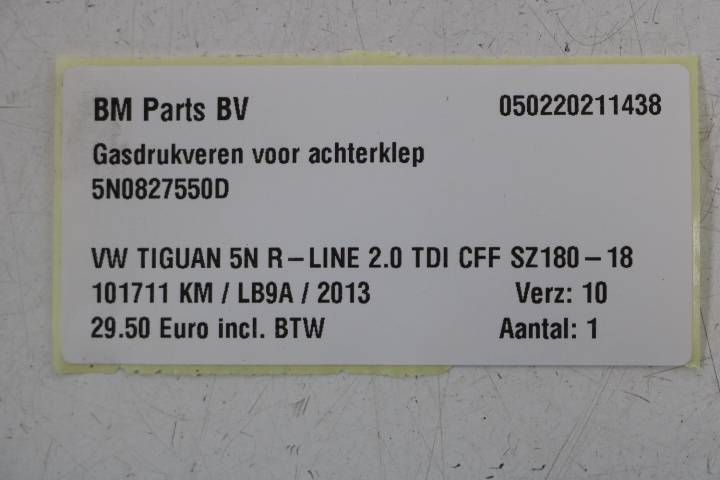 BM Parts BV 050220211438
Gasdrukveren voor achterklep
5N0827550D
VW TIGUAN 5N R-LINE 2.0 TDI CFF SZ180-18
101711 KM / LB9A / 2013 Verz: 10
29.50 Euro incl. BTW Aantal: 1